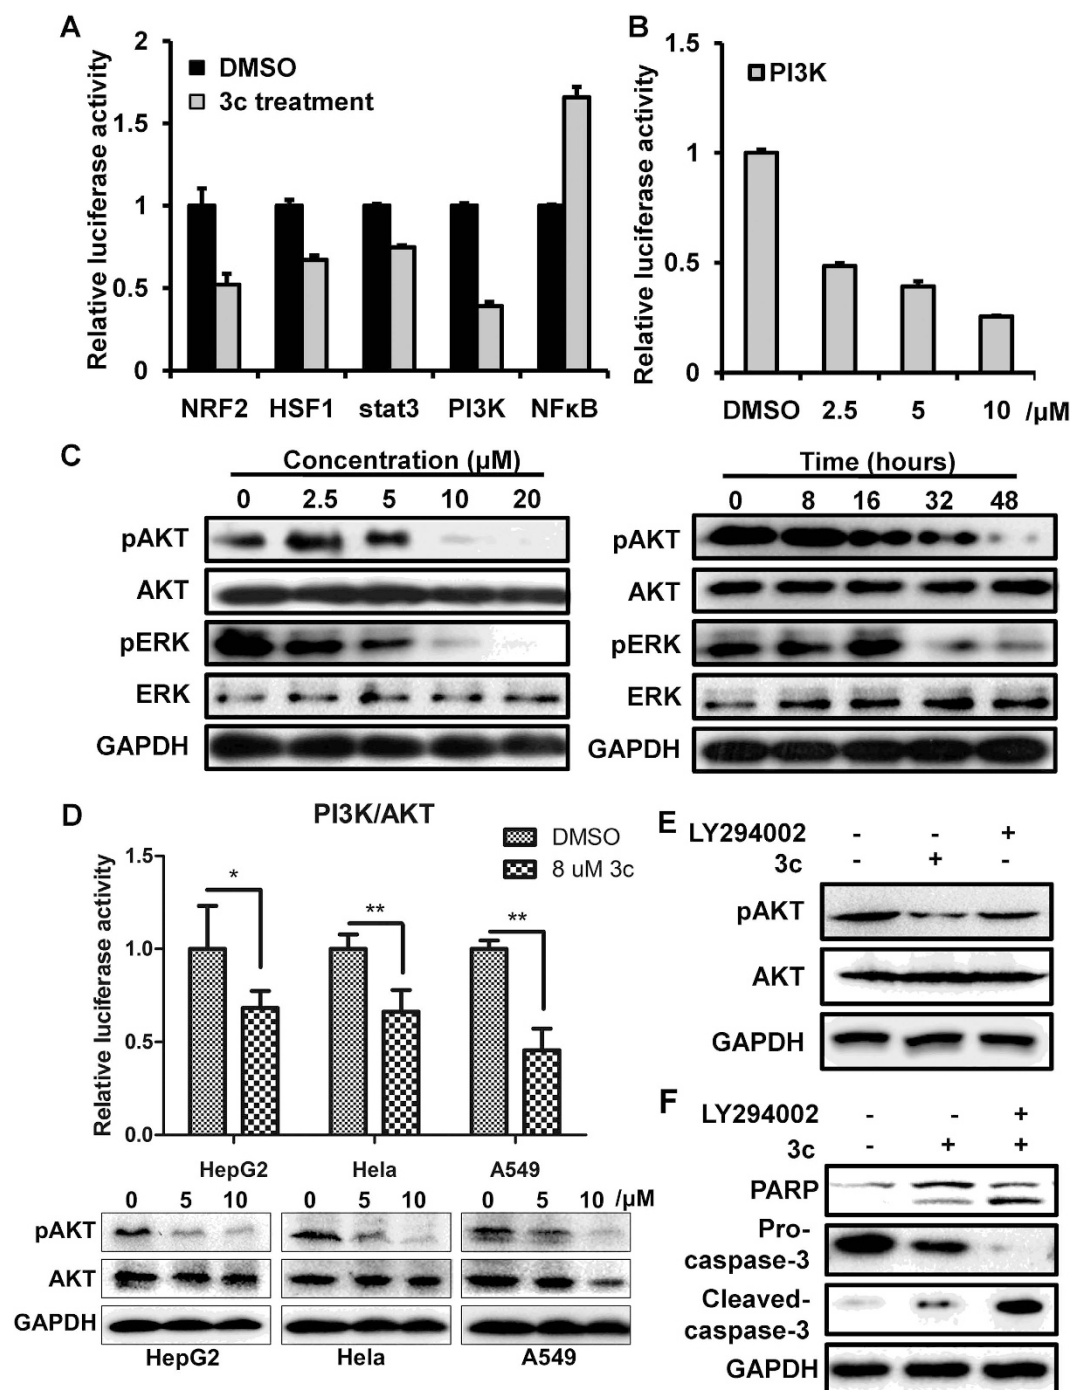 A
Relative luciferase activity
2
1.5
1
0.5
0
DMSO
3c treatment
NRF2 HSF1 stat3 PI3K NFκB
B
Relative luciferase activity
1.5
1
0.5
0
PI3K
DMSO 2.5 5 10 /µM
C
Concentration (µM)
0 2.5 5 10 20
pAKT
AKT
pERK
ERK
GAPDH
Time (hours)
0 8 16 32 48
pAKT
AKT
pERK
ERK
GAPDH
D
PI3K/AKT
DMSO
8 uM 3c
Relative luciferase activity
1.5
1.0
0.5
0.0
* ** **
HepG2 Hela A549
0 5 10 0 5 10 0 5 10 /µM
pAKT
AKT
GAPDH
HepG2 Hela A549
E
LY294002 - - +
3c - + -
pAKT
AKT
GAPDH
F
LY294002 - - +
3c - + +
PARP
Pro-
caspase-3
Cleaved-
caspase-3
GAPDH